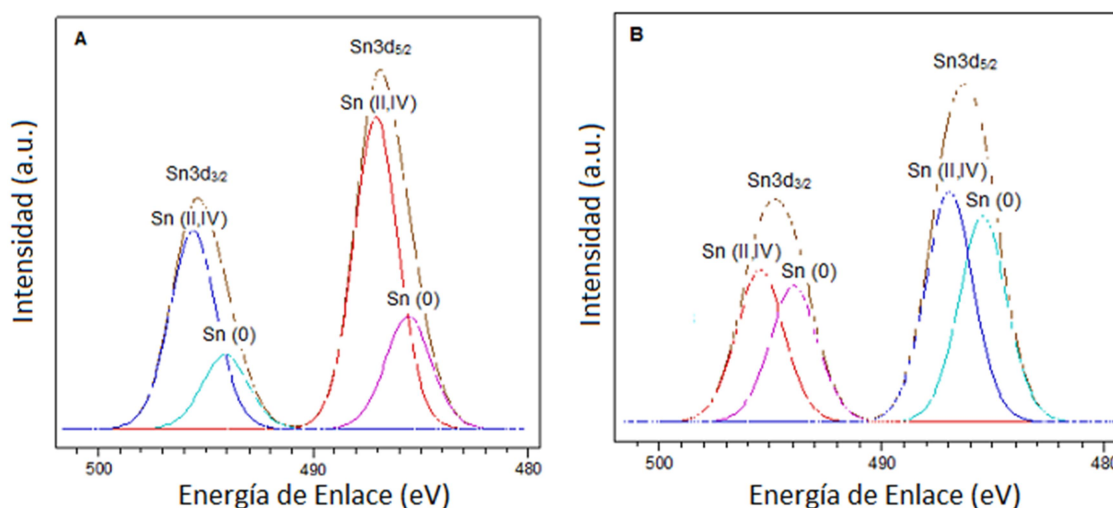 A
Sn3d5/2
Sn (II,IV)
Sn3d3/2
Sn (II,IV)
Sn (0)
Sn (0)
Intensidad (a.u.)
500
490
480
Energía de Enlace (eV)
B
Sn3d5/2
Sn (II,IV)
Sn (0)
Sn3d3/2
Sn (II,IV)
Sn (0)
Intensidad (a.u.)
500
490
480
Energía de Enlace (eV)